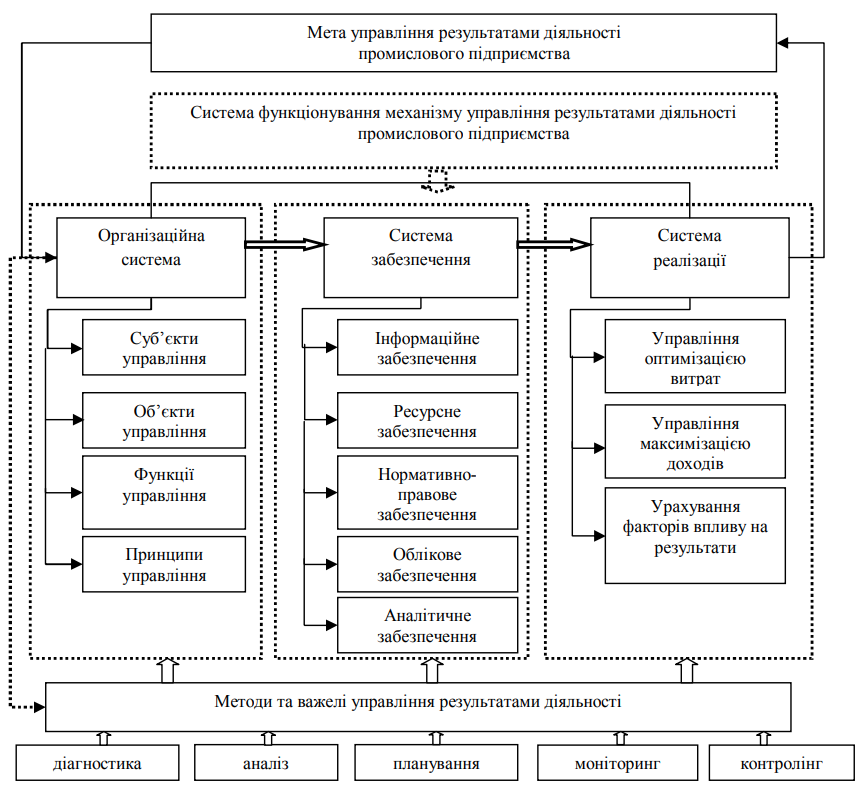 Мета управління результатами діяльності
промислового підприємства
Система функціонування механізму управління результатами діяльності
промислового підприємства
Організаційна
система
Система
забезпечення
Система
реалізації
Суб’єкти
управління
Об’єкти
управління
Функції
управління
Принципи
управління
Інформаційне
забезпечення
Ресурсне
забезпечення
Нормативно-
правове
забезпечення
Облікове
забезпечення
Аналітичне
забезпечення
Управління
оптимізацією
витрат
Управління
максимізацією
доходів
Урахування
факторів впливу на
результати
Методи та важелі управління результатами діяльності
діагностика
аналіз
планування
моніторинг
контролінг